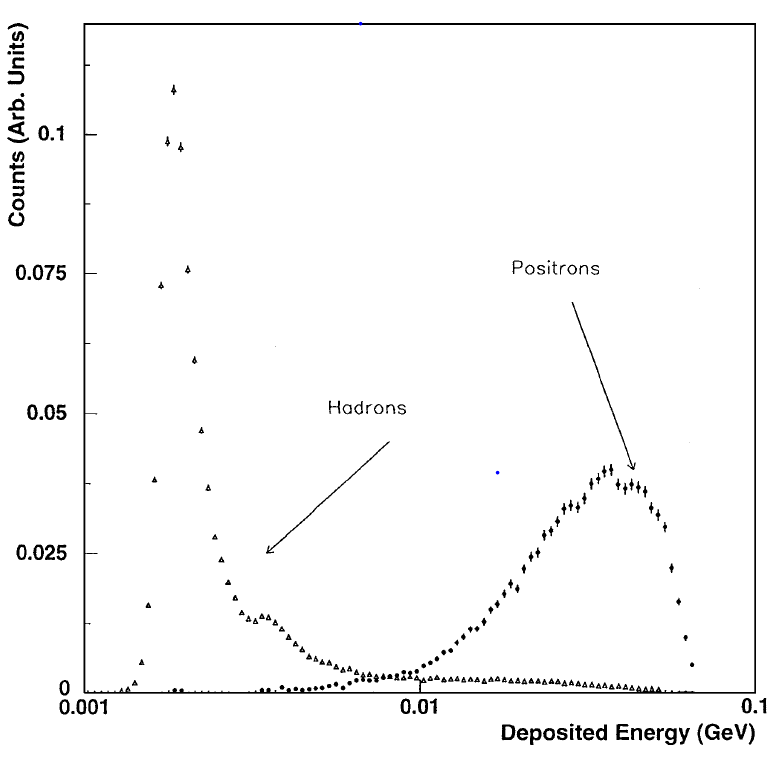 Counts (Arb. Units)
0.1
0.075
0.05
0.025
0
Positrons
Hadrons
0.001
0.01
0.1
Deposited Energy (GeV)